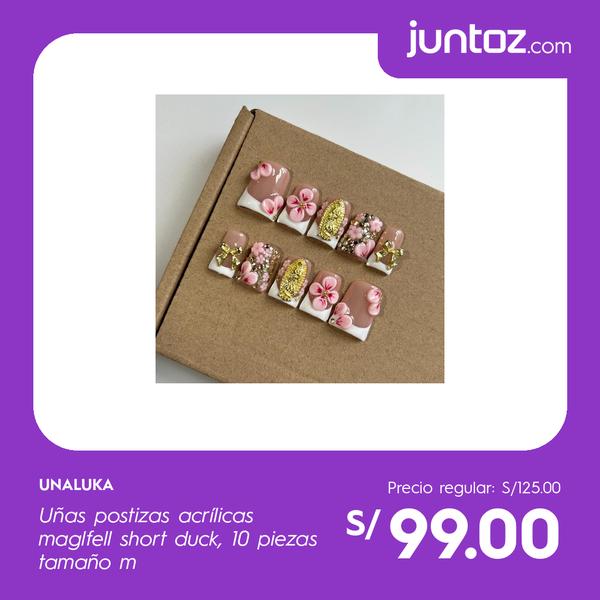 juntoz.com
UNALUKA
Uñas postizas acrílicas
maglfell short duck, 10 piezas
tamaño m
Precio regular: S/125.00
S/99.00